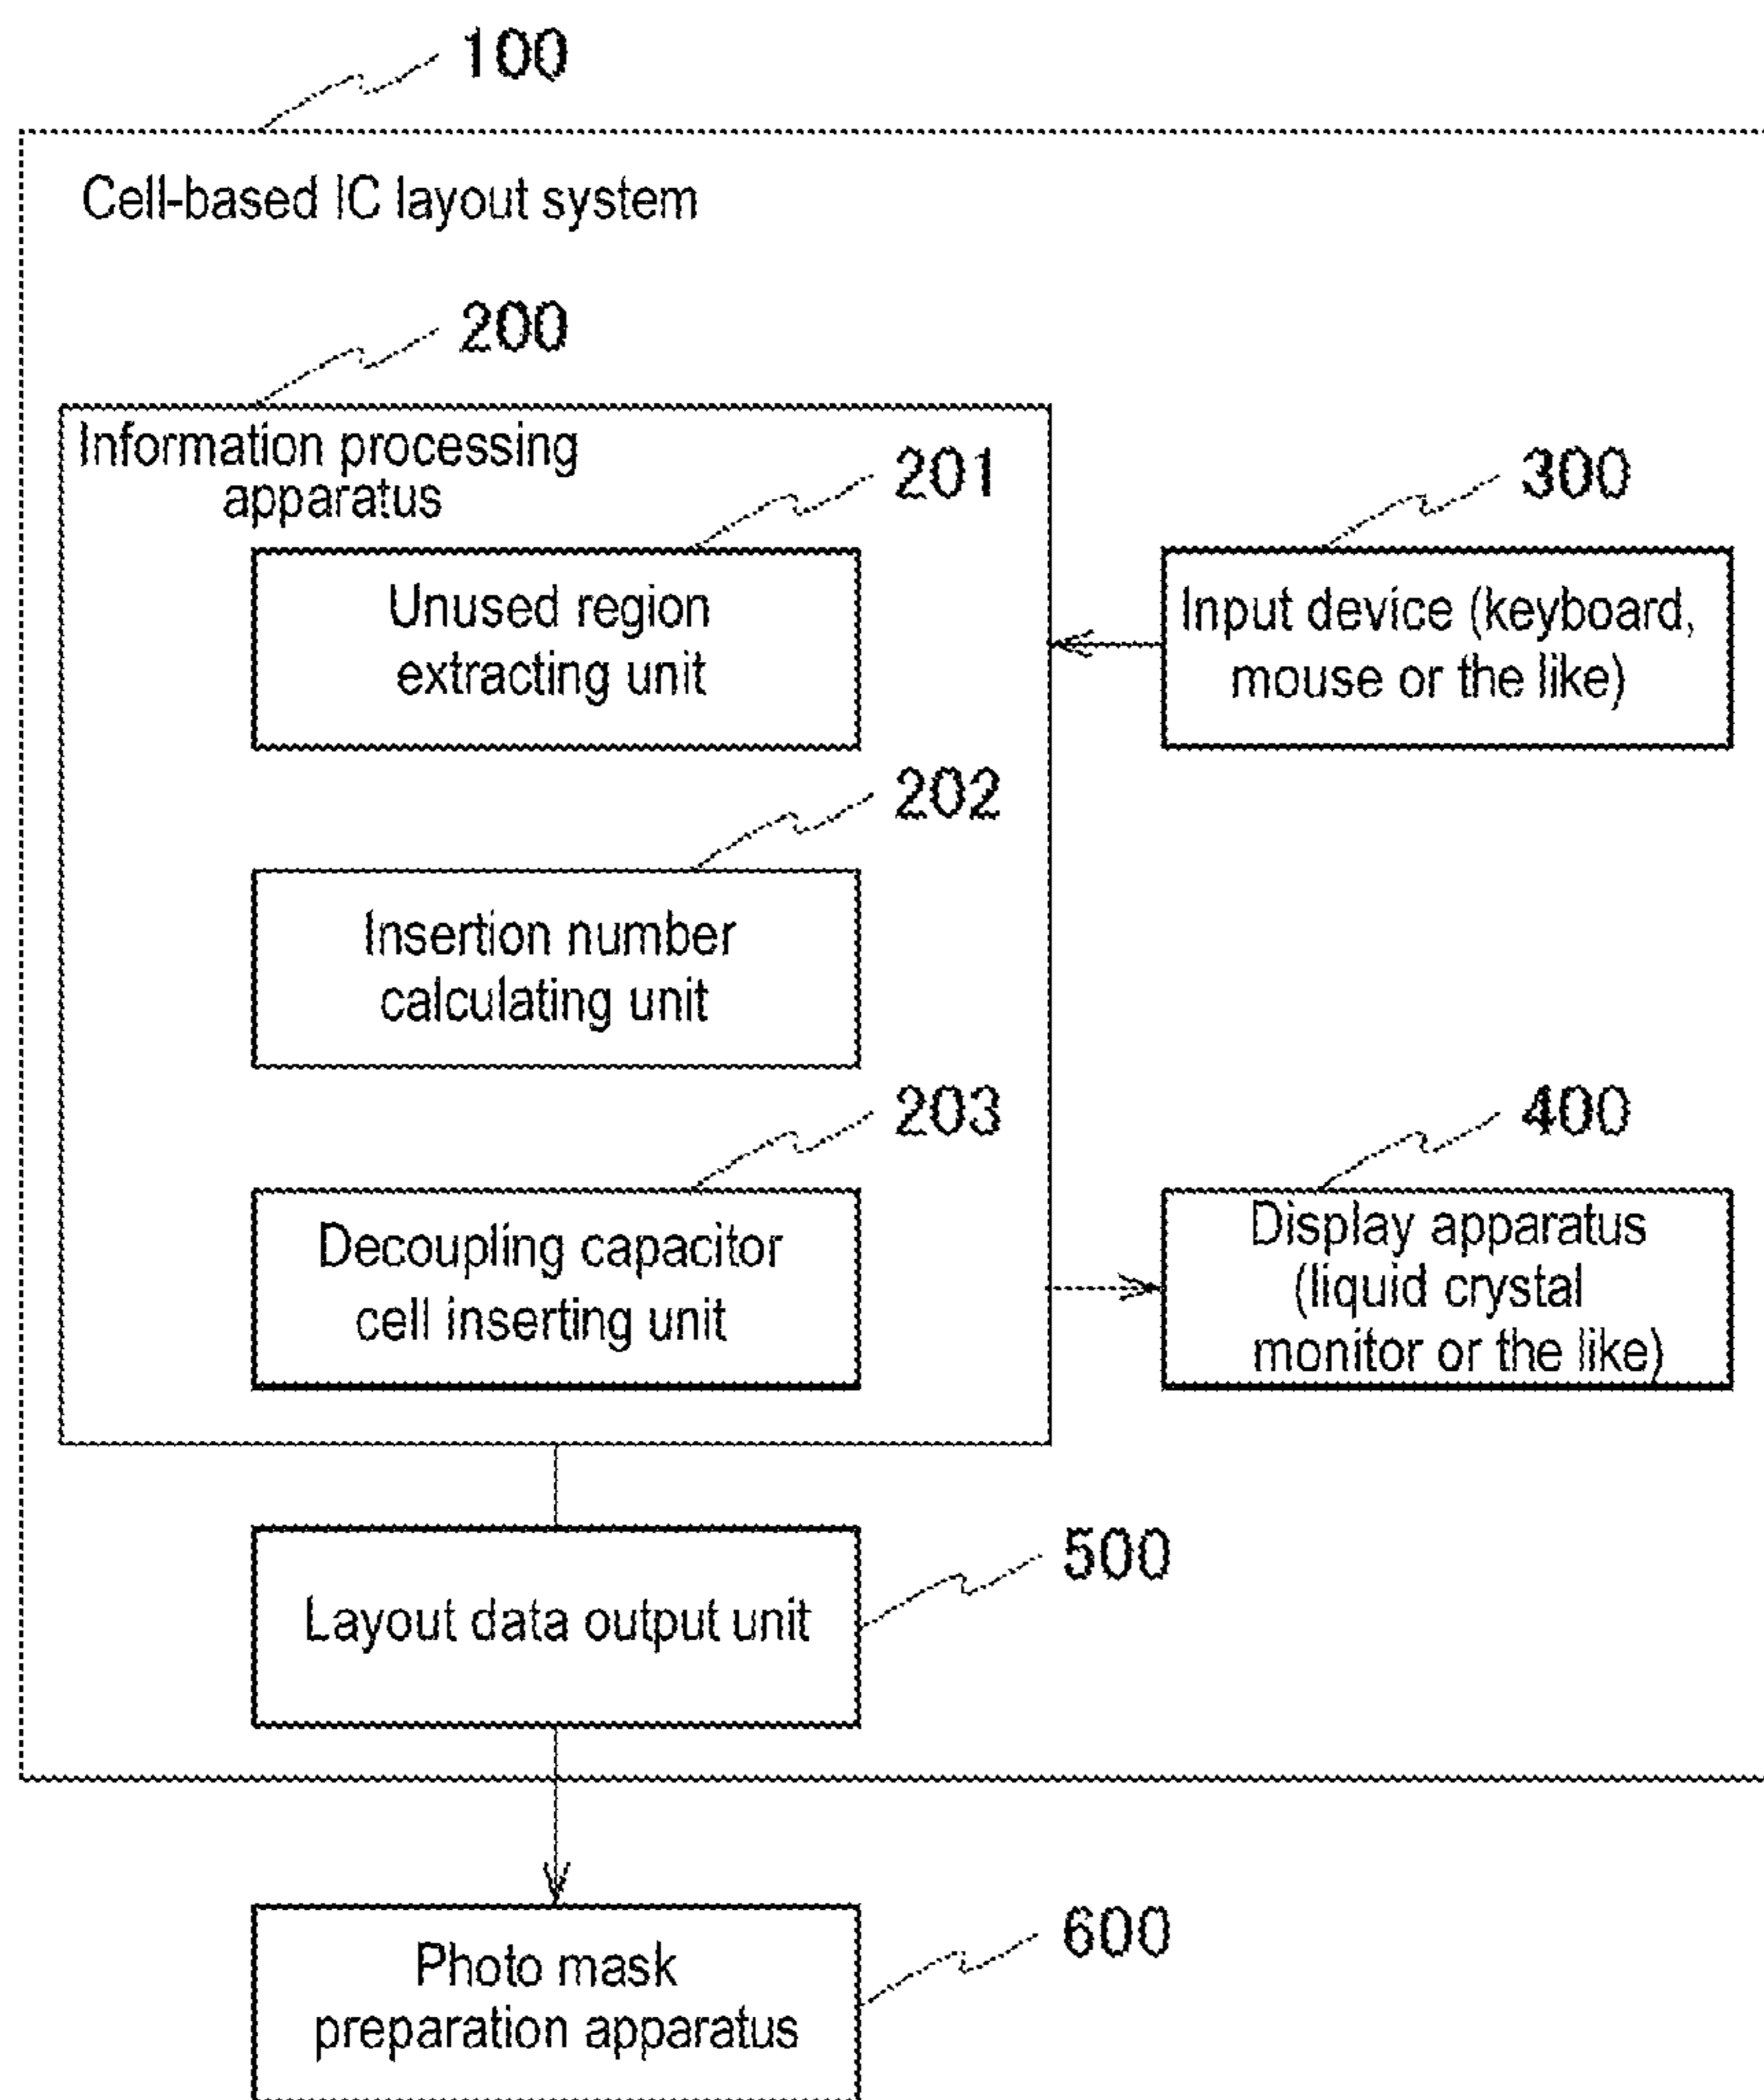 100
Cell-based IC layout system
200
Information processing
apparatus
201
300
Unused region
extracting unit
Input device (keyboard,
mouse or the like)
202
Insertion number
calculating unit
203
400
Decoupling capacitor
cell inserting unit
Display apparatus
(liquid crystal
monitor or the like)
500
Layout data output unit
600
Photo mask
preparation apparatus